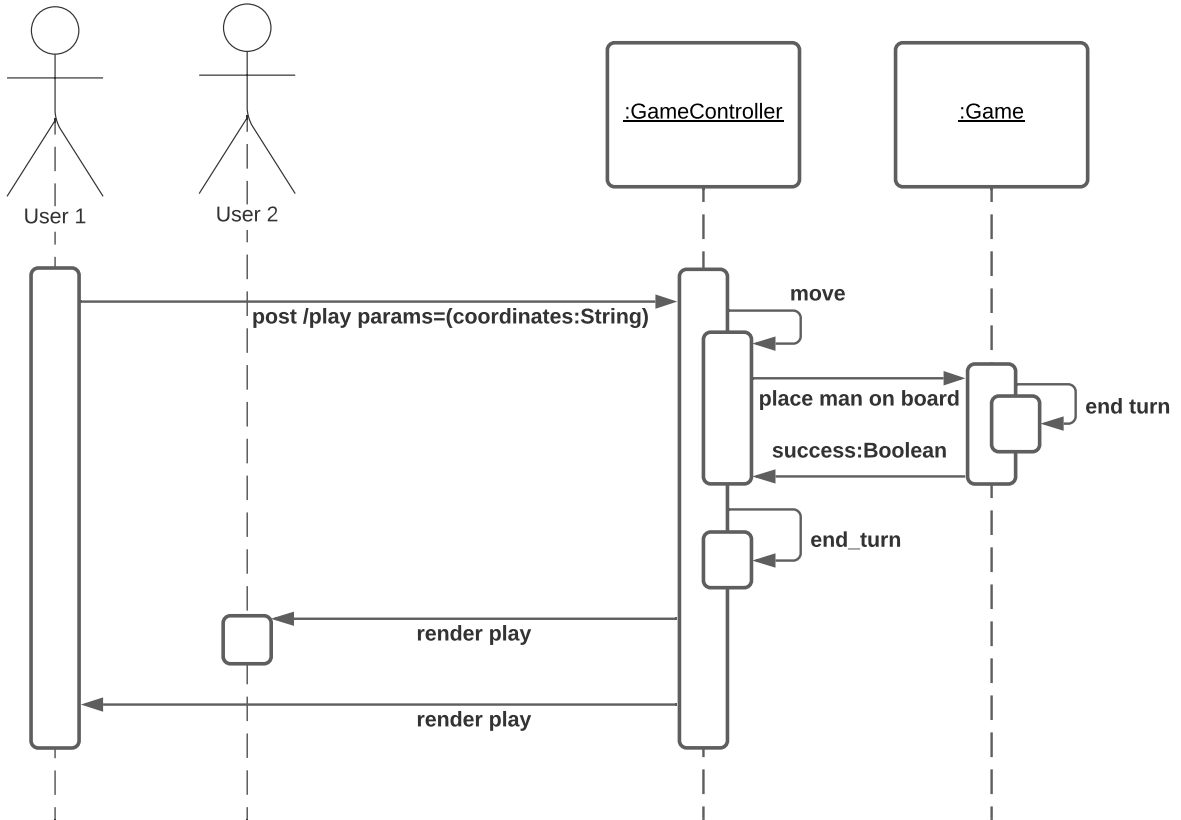 :GameController
:Game
User 1
User 2
move
post /play params=(coordinates:String)
place man on board
end turn
success:Boolean
end_turn
render play
render play